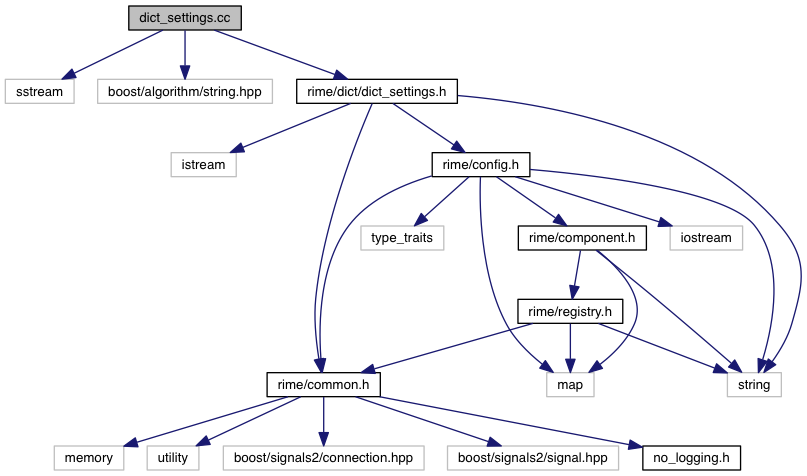 dict_settings.cc
sstream
boost/algorithm/string.hpp
rime/dict/dict_settings.h
istream
rime/config.h
type_traits
rime/component.h
iostream
rime/registry.h
rime/common.h
map
string
memory
utility
boost/signals2/connection.hpp
boost/signals2/signal.hpp
no_logging.h